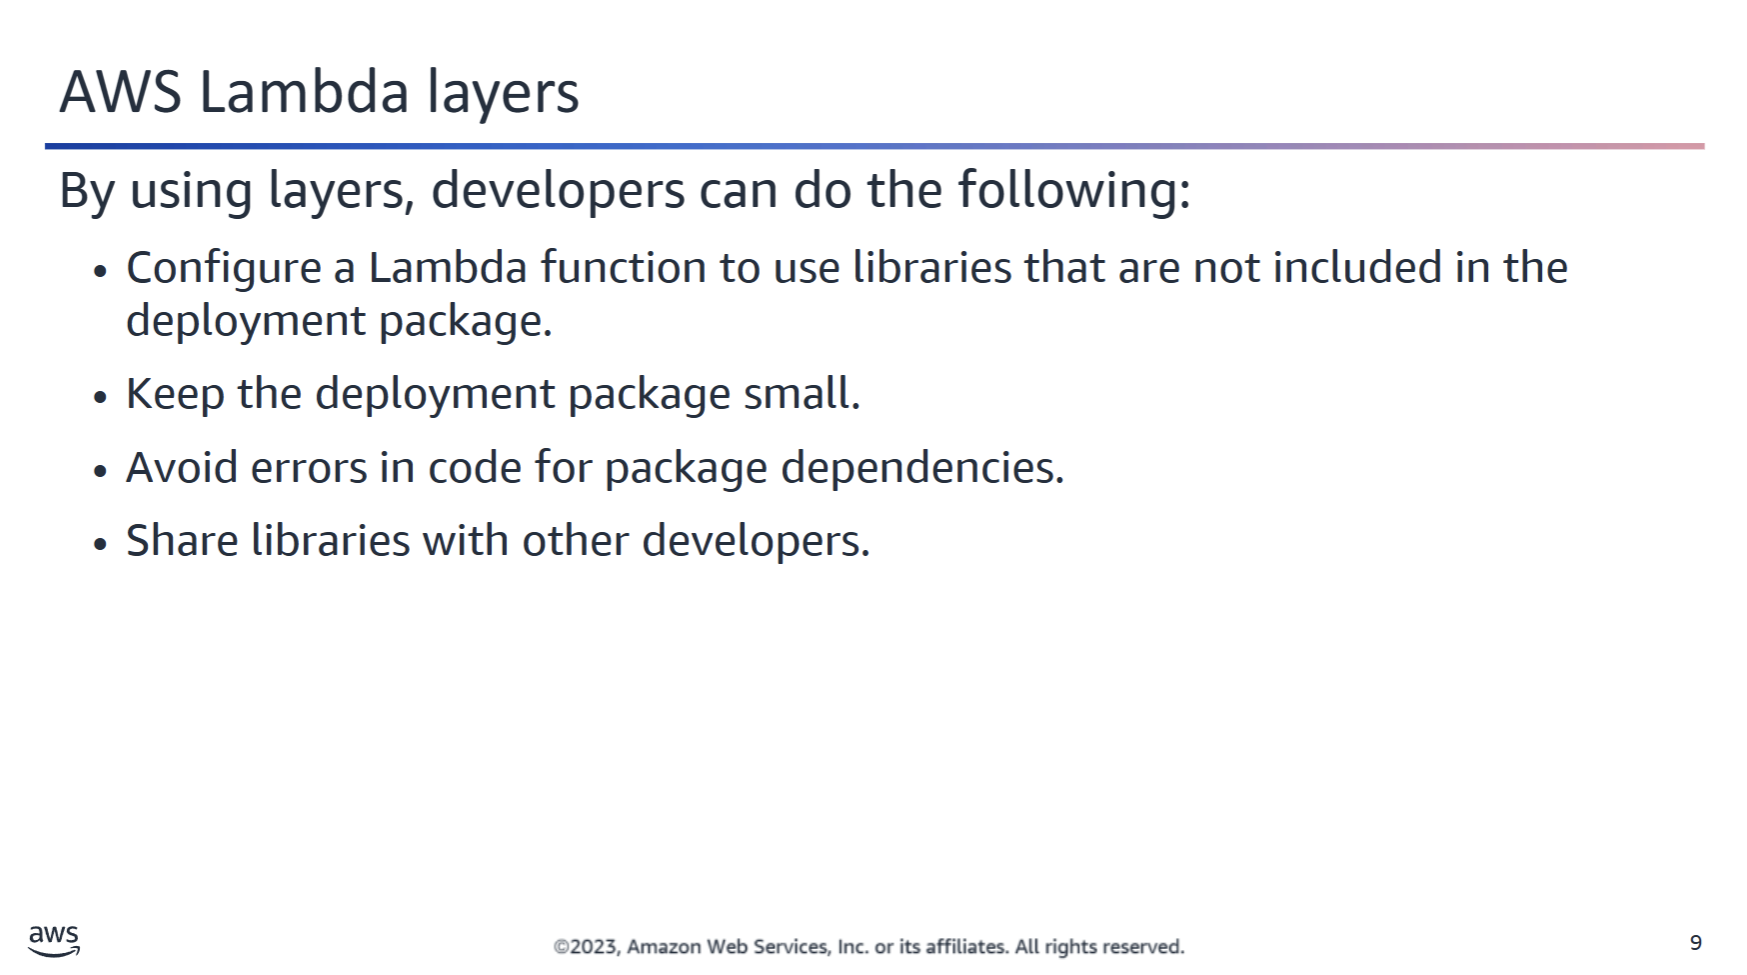 AWS Lambda layers
By using layers, developers can do the following:
• Configure a Lambda function to use libraries that are not included in the
deployment package.
• Keep the deployment package small.
• Avoid errors in code for package dependencies.
• Share libraries with other developers.
aws
©2023, Amazon Web Services, Inc. or its affiliates. All rights reserved.
9